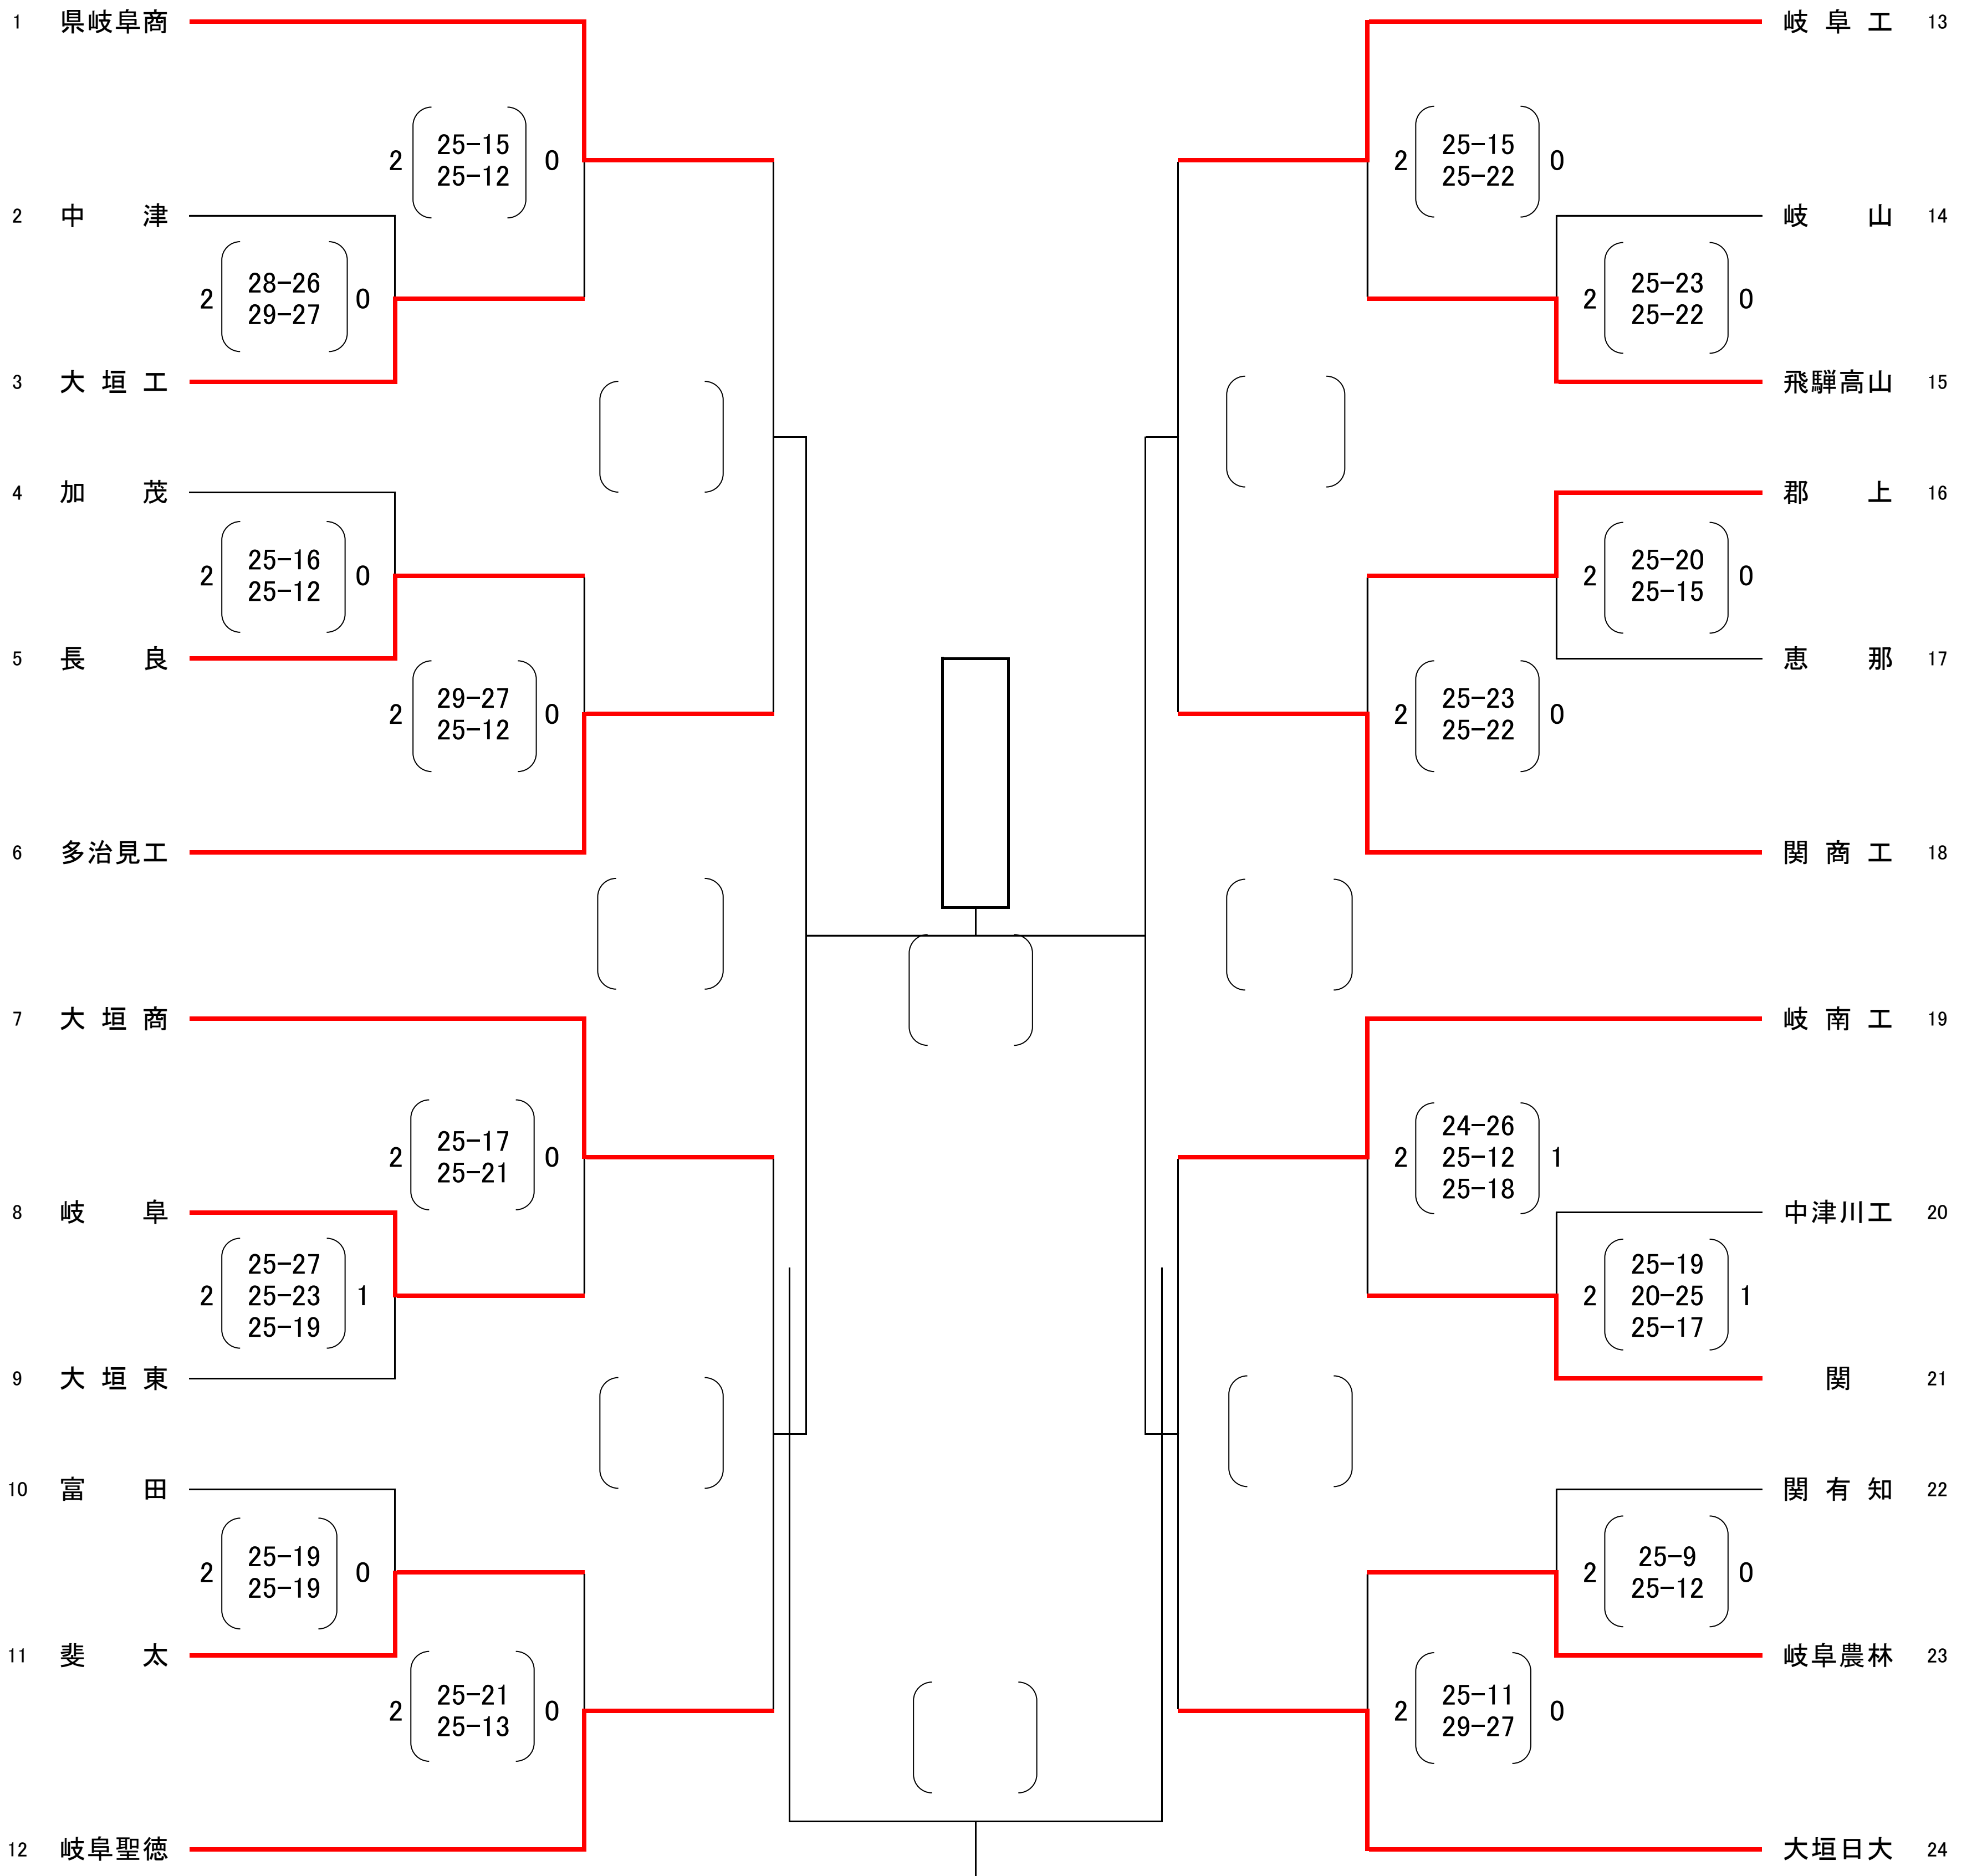 1 県岐阜商
2 25-15 0
25-12
2 中津
2 28-26 0
29-27
3 大垣工
4 加茂
2 25-16 0
25-12
5 長良
2 29-27 0
25-12
6 多治見工
7 大垣商
2 25-17 0
25-21
8 岐阜
2 25-27 1
25-23
25-19
9 大垣東
10 富田
2 25-19 0
25-19
11 斐太
2 25-21 0
25-13
12 岐阜聖徳
岐阜工 13
2 25-15 0
25-22
岐山 14
2 25-23 0
25-22
飛騨高山 15
郡上 16
2 25-20 0
25-15
恵那 17
2 25-23 0
25-22
関商工 18
岐南工 19
2 24-26 1
25-12
25-18
中津川工 20
2 25-19 1
20-25
25-17
関 21
関有知 22
2 25-9 0
25-12
岐阜農林 23
2 25-11 0
29-27
大垣日大 24